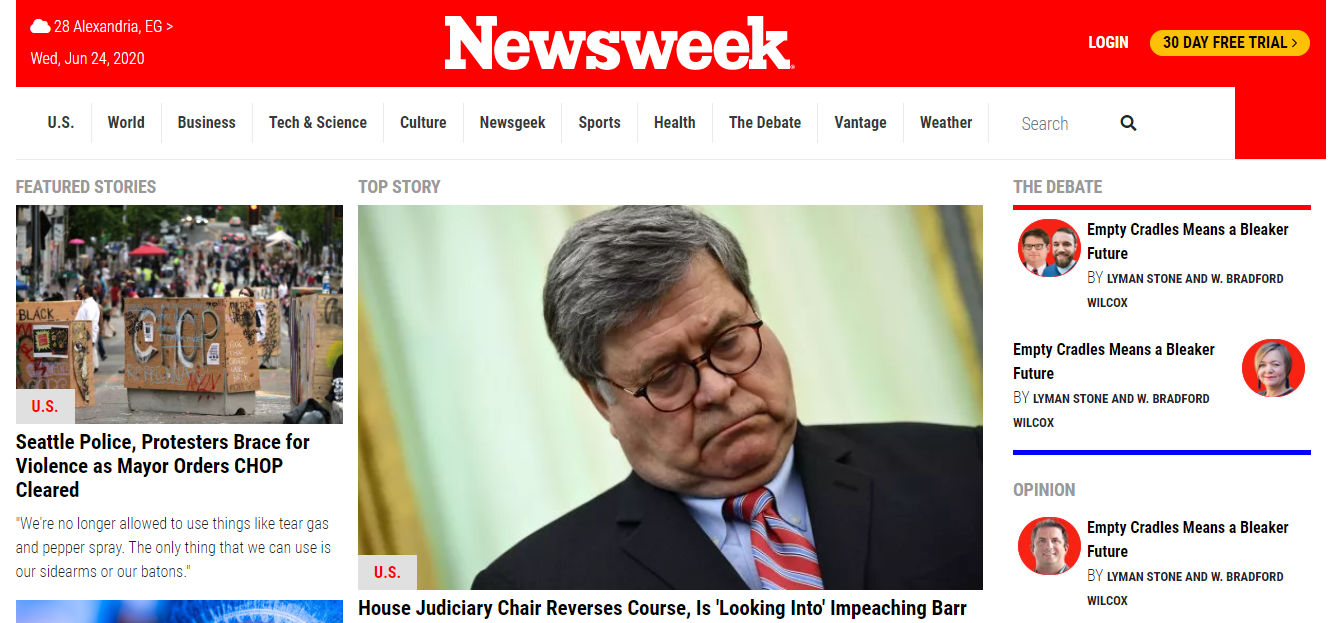 28 Alexandria, EG >
Wed, Jun 24, 2020
Newsweek
LOGIN
30 DAY FREE TRIAL >
U.S. World Business Tech & Science Culture Newsgeek Sports Health The Debate Vantage Weather Search
FEATURED STORIES
BLACK
CHOP
U.S.
Seattle Police, Protesters Brace for
Violence as Mayor Orders CHOP
Cleared
"We're no longer allowed to use things like tear gas
and pepper spray. The only thing that we can use is
our sidearms or our batons."
TOP STORY
U.S.
House Judiciary Chair Reverses Course, Is 'Looking Into' Impeaching Barr
THE DEBATE
Empty Cradles Means a Bleaker
Future
BY LYMAN STONE AND W. BRADFORD
WILCOX
Empty Cradles Means a Bleaker
Future
BY LYMAN STONE AND W. BRADFORD
WILCOX
OPINION
Empty Cradles Means a Bleaker
Future
BY LYMAN STONE AND W. BRADFORD
WILCOX